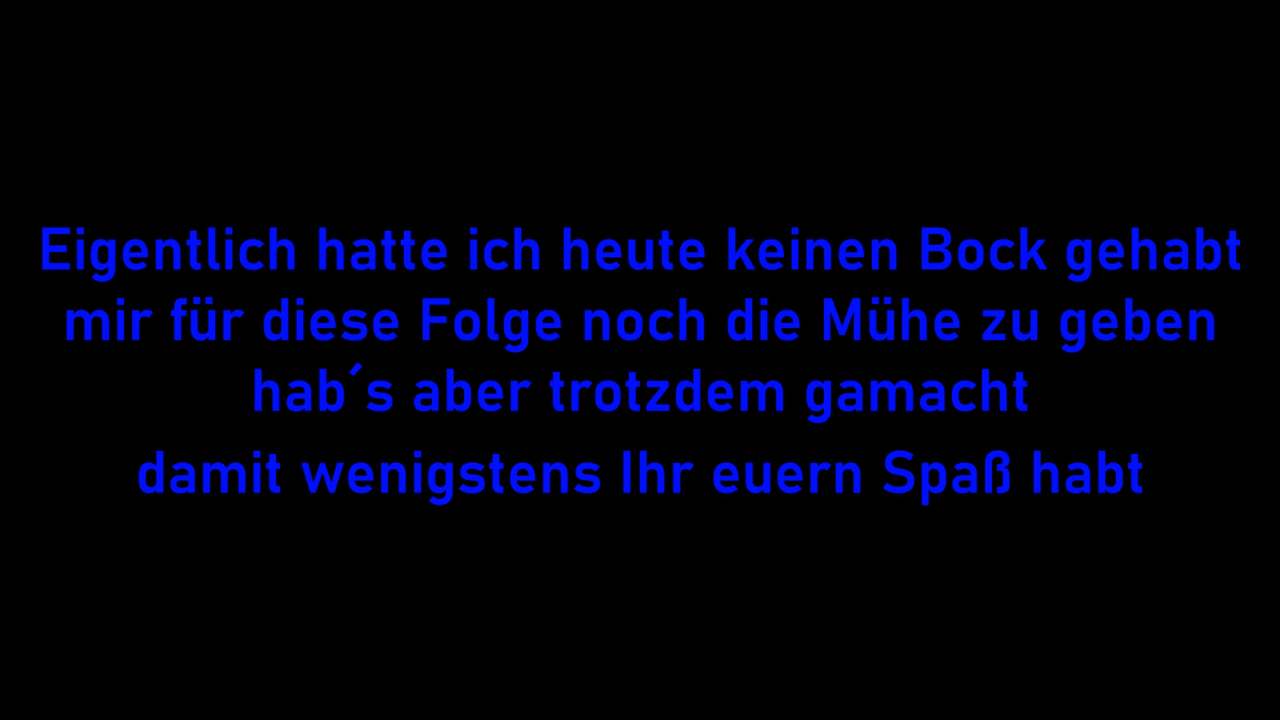 Eigentlich hatte ich heute keinen Bock gehabt
mir für diese Folge noch die Mühe zu geben
hab´s aber trotzdem gamacht
damit wenigstens Ihr euern Spaß habt